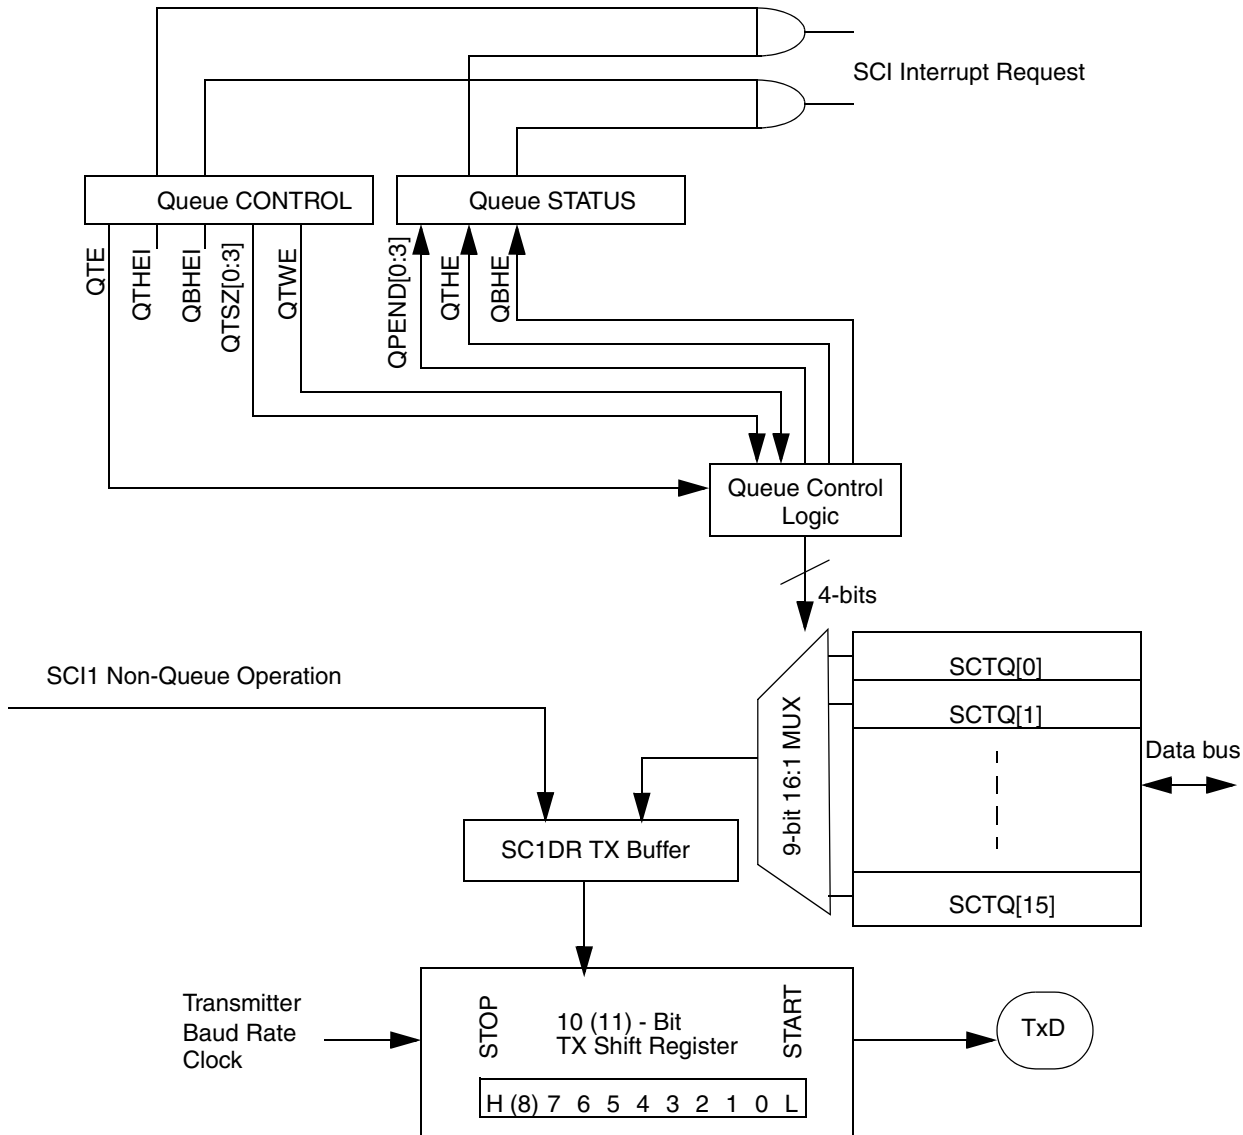 SCI Interrupt Request
Queue CONTROL
Queue STATUS
QTE
QTHEI
QBHEI
QTSZ[0:3]
QTWE
QPEND[0:3]
QTHE
QBHE
Queue Control
Logic
4-bits
SCI1 Non-Queue Operation
9-bit 16:1 MUX
SCTQ[0]
SCTQ[1]
Data bus
SCTQ[15]
SC1DR TX Buffer
Transmitter
Baud Rate
Clock
STOP
10 (11) - Bit
TX Shift Register
START
TxD
H (8) 7 6 5 4 3 2 1 0 L